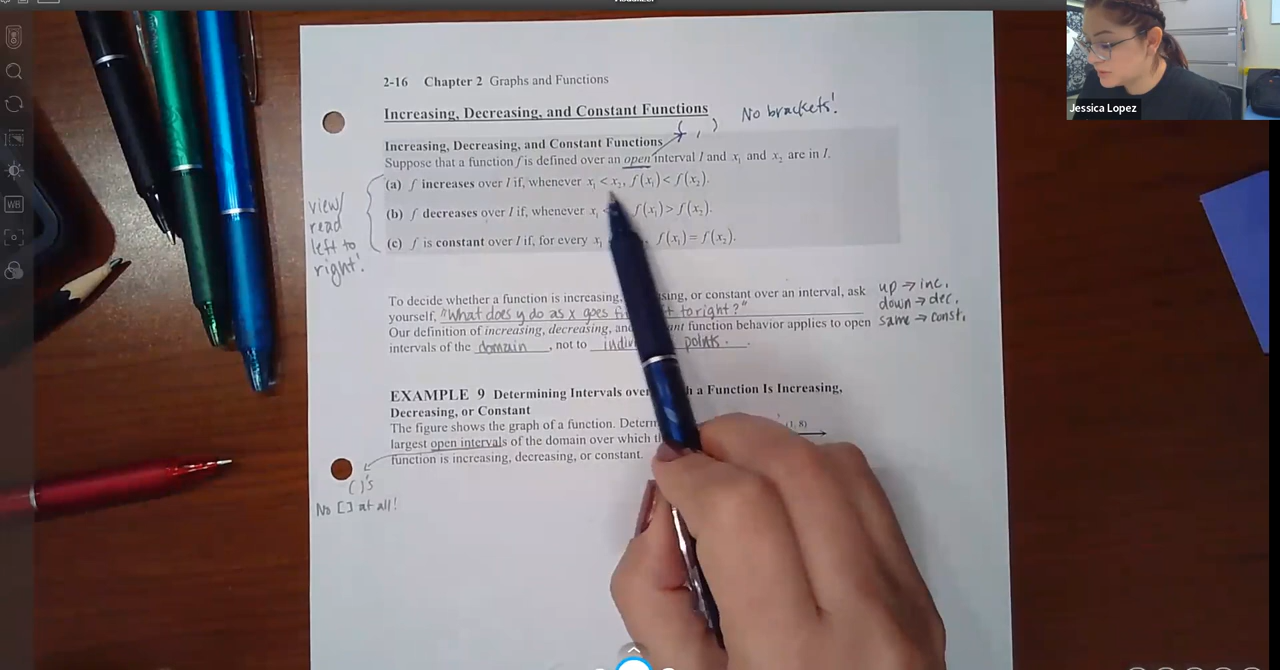 Jessica Lopez
2-16 Chapter 2 Graphs and Functions
Increasing, Decreasing, and Constant Functions
No brackets!
( , )
Increasing, Decreasing, and Constant Functions
Suppose that a function f is defined over an open interval I and x₁ and x₂ are in I.
(a) f increases over I if, whenever x₁ < x₂, f(x₁) < f(x₂).
(b) f decreases over I if, whenever x₁ < f(x₁) > f(x₂).
(c) f is constant over I if, for every x₁ f(x₁) = f(x₂).
view/
read
left to
right!
To decide whether a function is increasing, or constant over an interval, ask
yourself, "What does y do as x goes to right?"
Our definition of increasing, decreasing, and function behavior applies to open
intervals of the domain, not to points.
up → inc.
down → dec.
same → const.
EXAMPLE 9 Determining Intervals over a Function Is Increasing,
Decreasing, or Constant
The figure shows the graph of a function.
largest open intervals of the domain over which
function is increasing, decreasing, or constant.
(1, 8)
( )'s
No [ ] at all!
WB